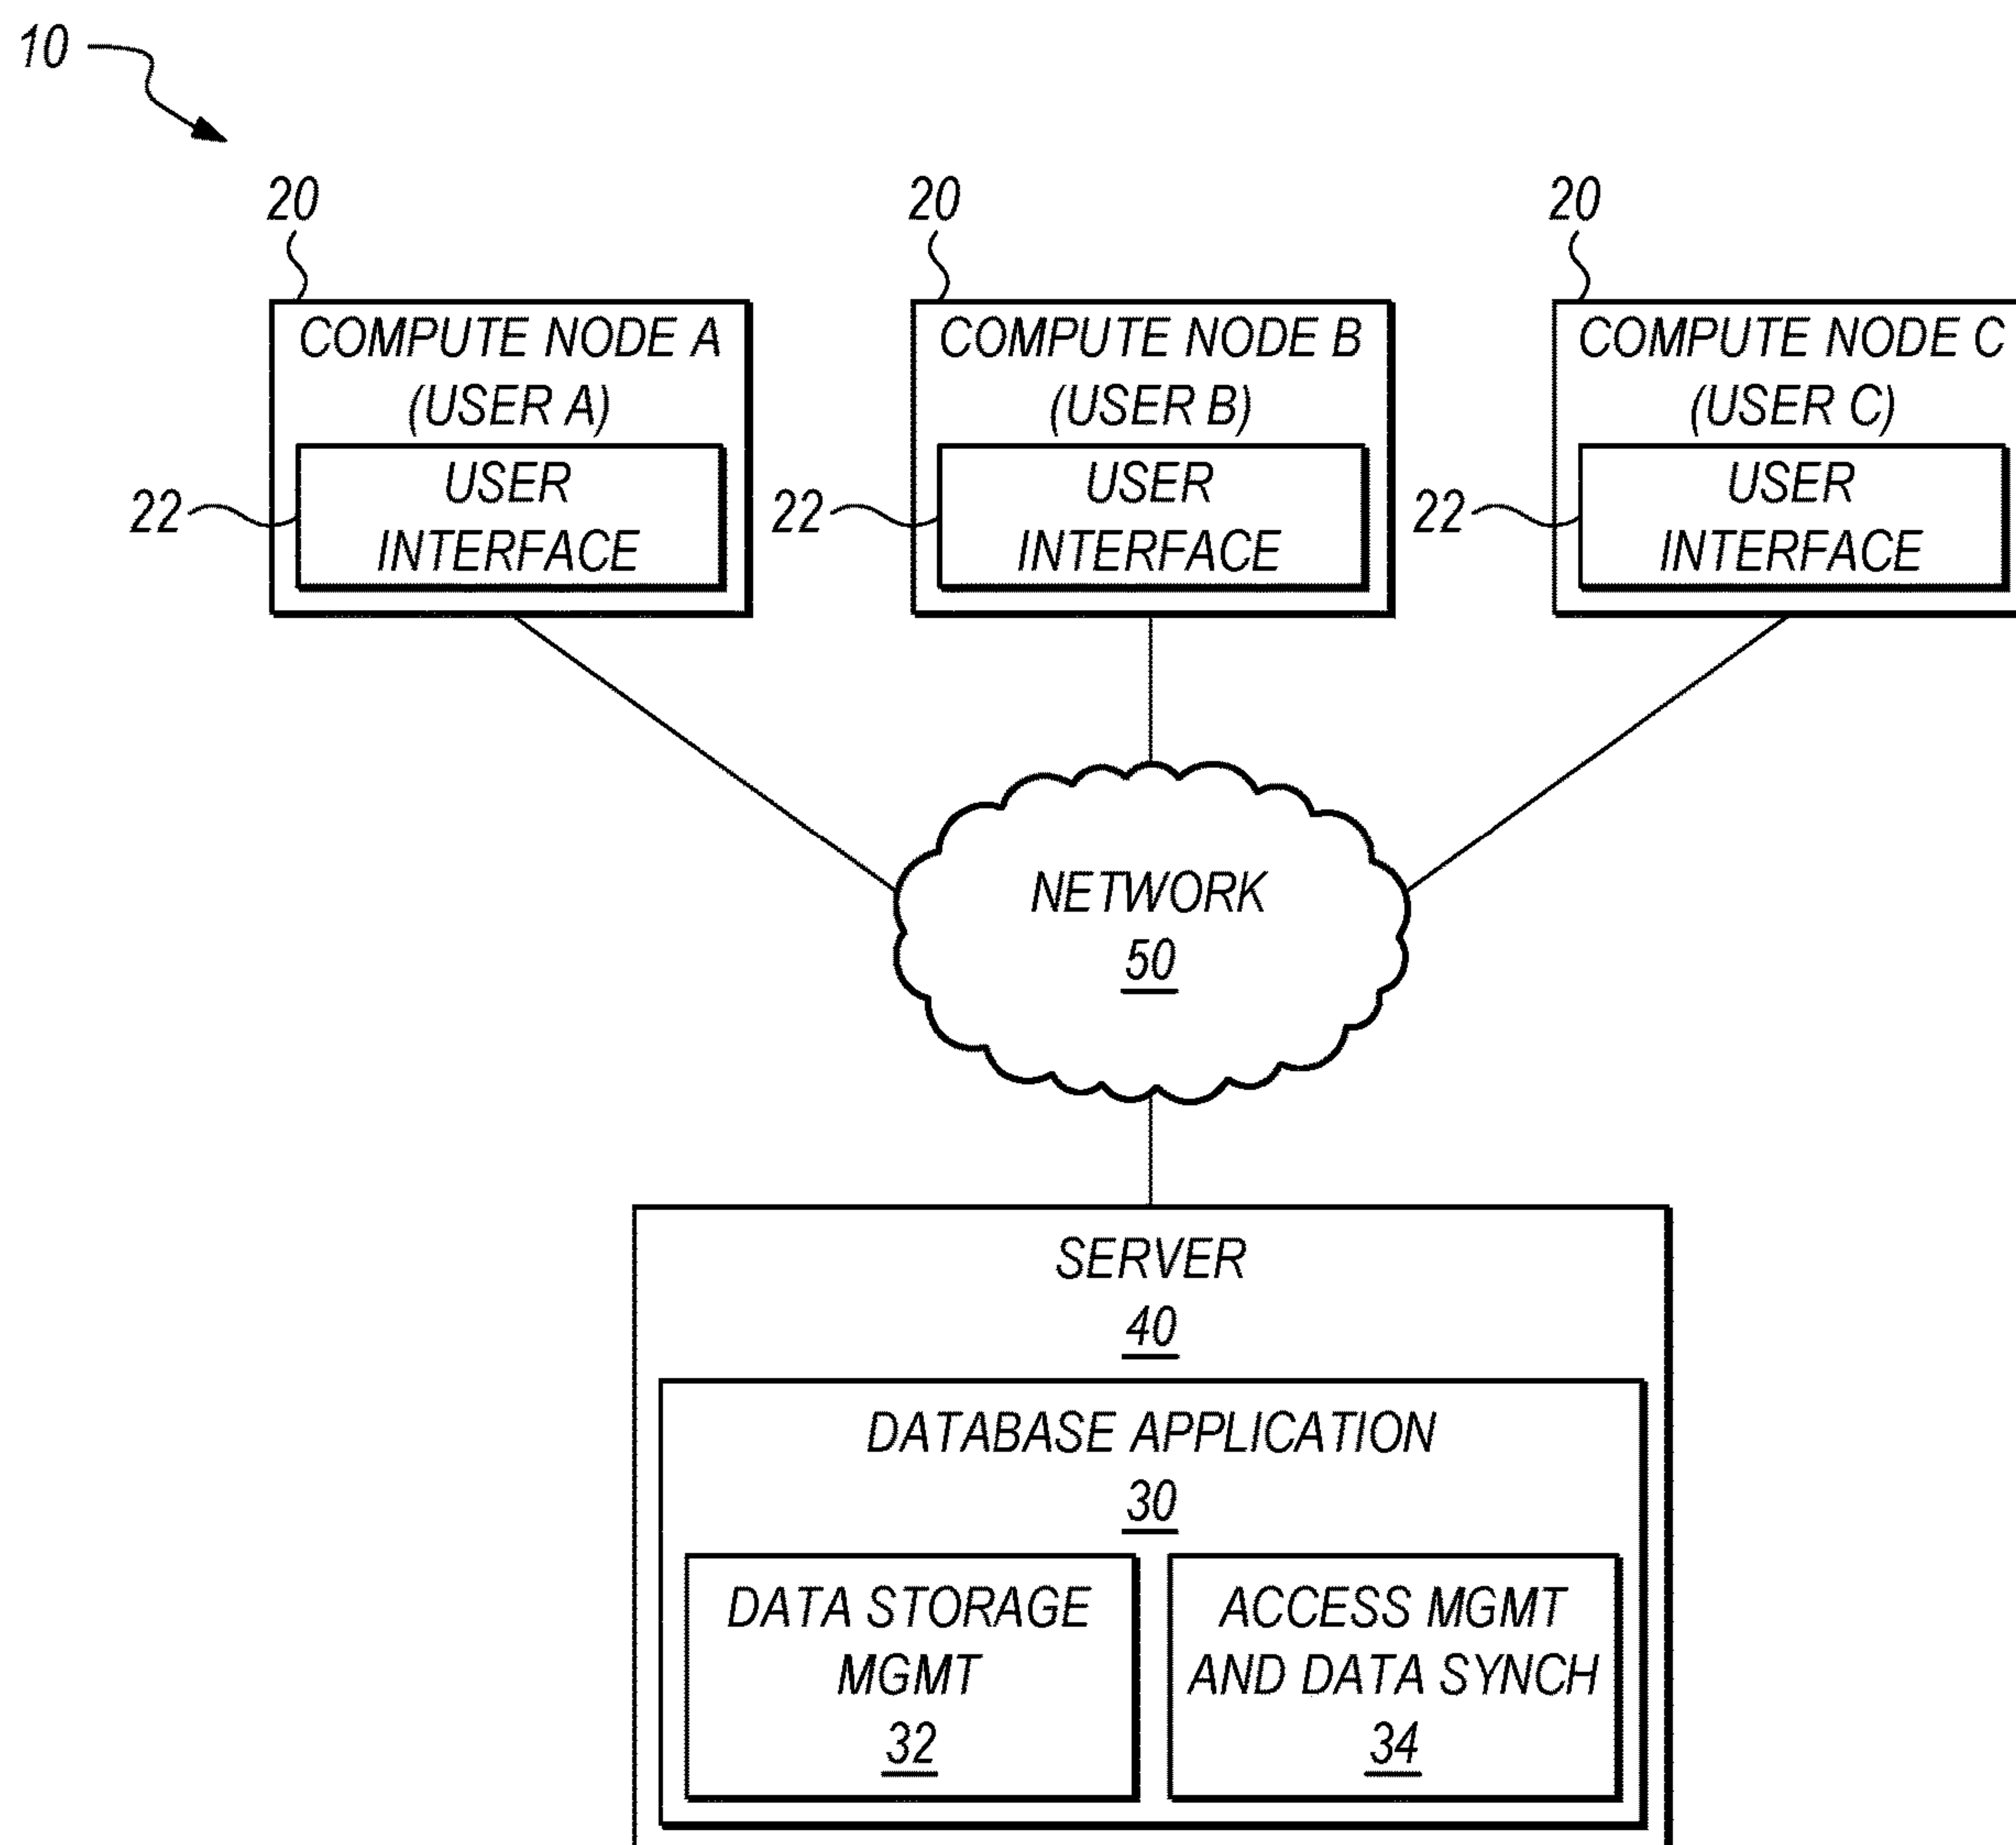 10
20
20
20
COMPUTE NODE A
(USER A)
COMPUTE NODE B
(USER B)
COMPUTE NODE C
(USER C)
22
USER
INTERFACE
22
USER
INTERFACE
22
USER
INTERFACE
NETWORK
50
SERVER
40
DATABASE APPLICATION
30
DATA STORAGE
MGMT
32
ACCESS MGMT
AND DATA SYNCH
34